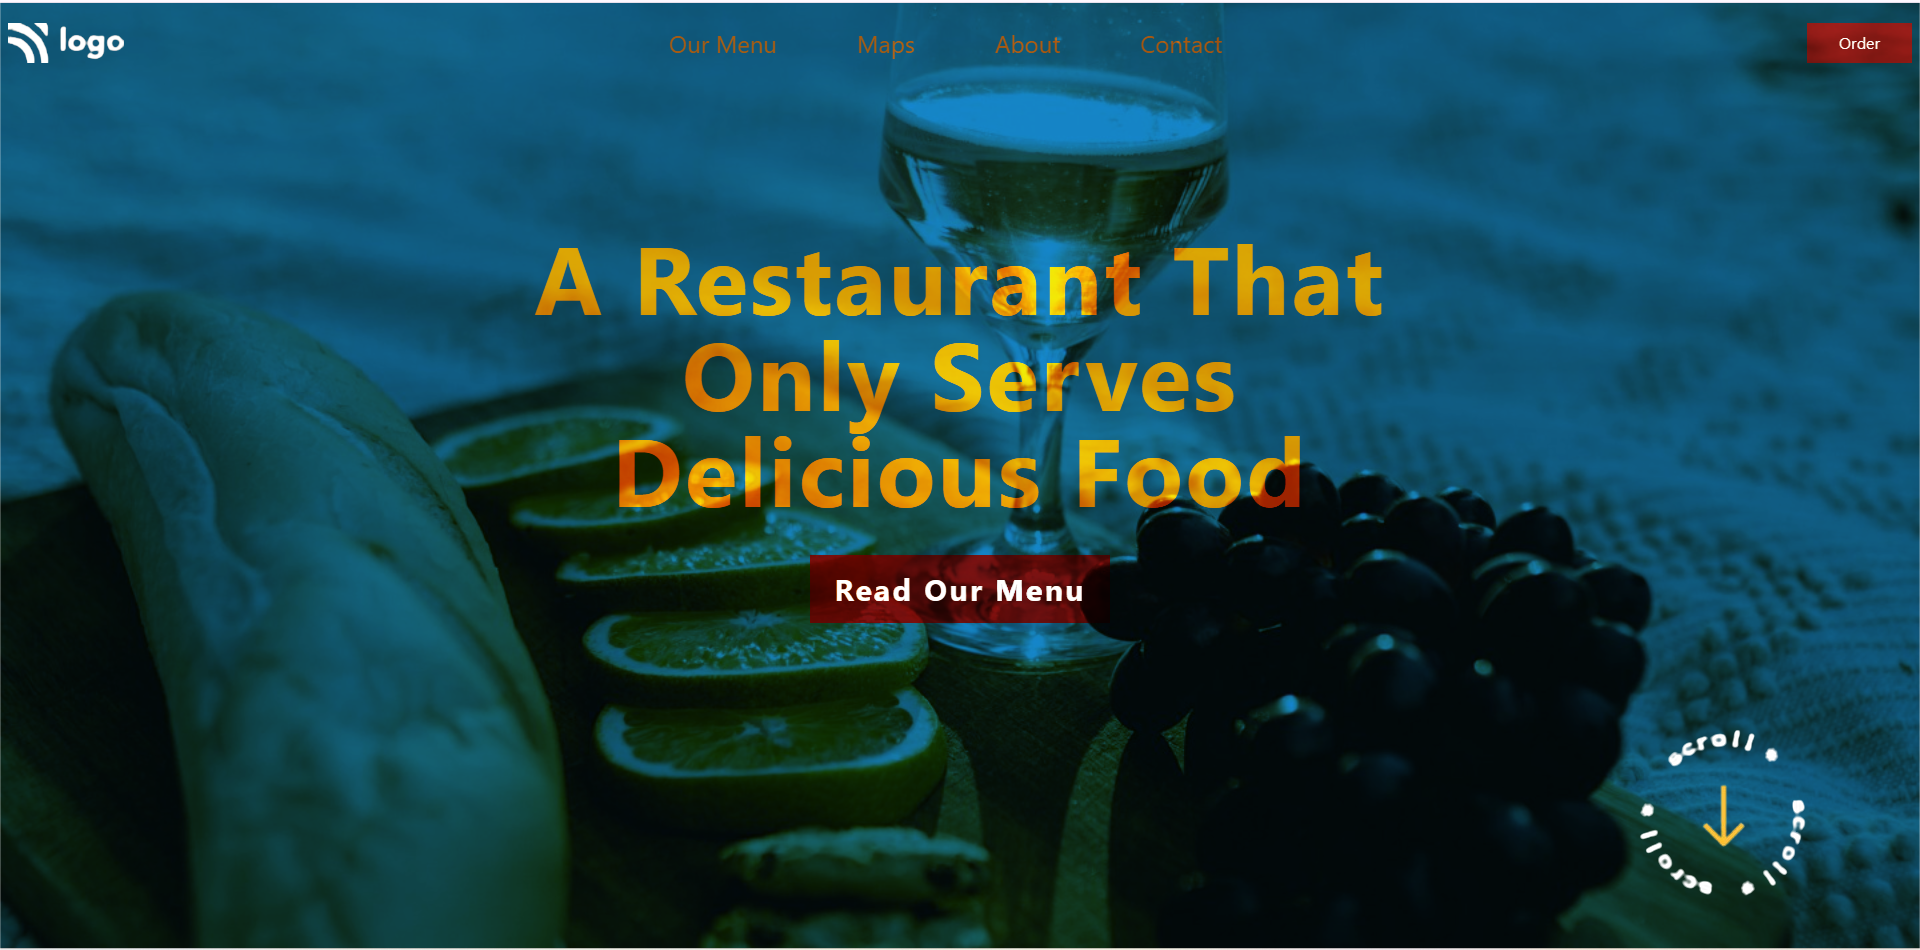 logo
Our Menu
Maps
About
Contact
Order
A Restaurant That
Only Serves
Delicious Food
Read Our Menu
scroll • scroll • scroll •